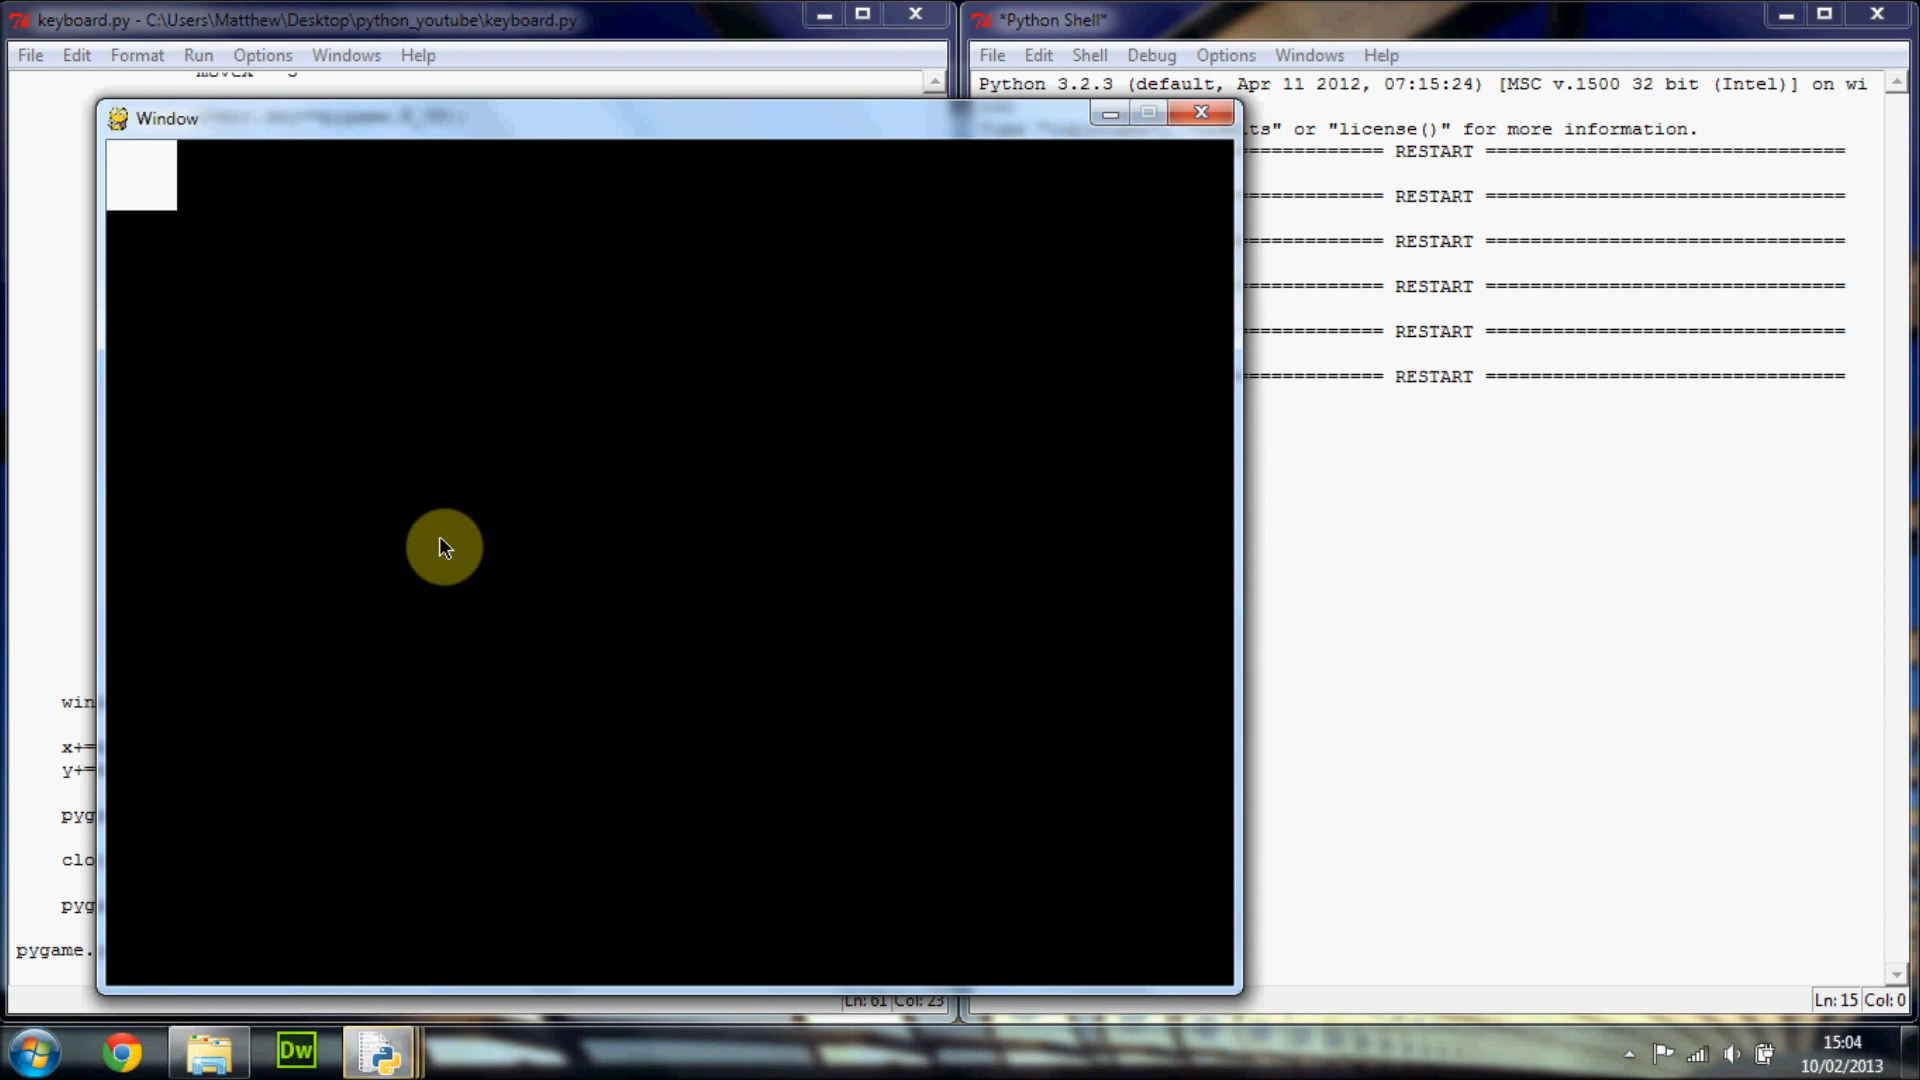 keyboard.py - C:\Users\Matthew\Desktop\python_youtube\keyboard.py
File Edit Format Run Options Windows Help
win
x+=
y+=
pyg
clo
pyg
pygame.
Ln: 61 Col: 23
Window
*Python Shell*
File Edit Shell Debug Options Windows Help
Python 3.2.3 (default, Apr 11 2012, 07:15:24) [MSC v.1500 32 bit (Intel)] on wi
ts" or "license()" for more information.
============ RESTART ================================
============ RESTART ================================
============ RESTART ================================
============ RESTART ================================
============ RESTART ================================
============ RESTART ================================
Ln: 15 Col: 0
Dw
15:04
10/02/2013